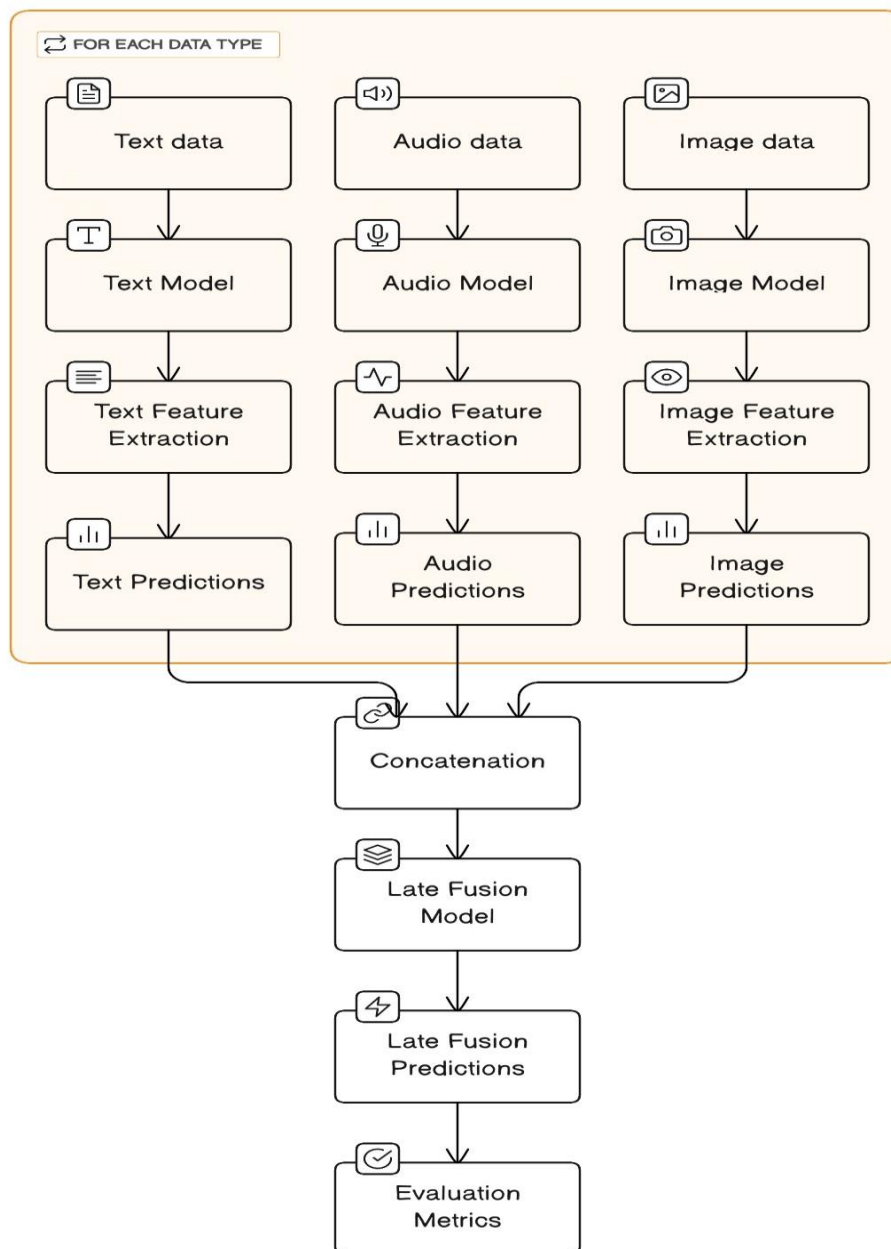 FOR EACH DATA TYPE
Text data
Audio data
Image data
Text Model
Audio Model
Image Model
Text Feature
Extraction
Audio Feature
Extraction
Image Feature
Extraction
Text Predictions
Audio
Predictions
Image
Predictions
Concatenation
Late Fusion
Model
Late Fusion
Predictions
Evaluation
Metrics